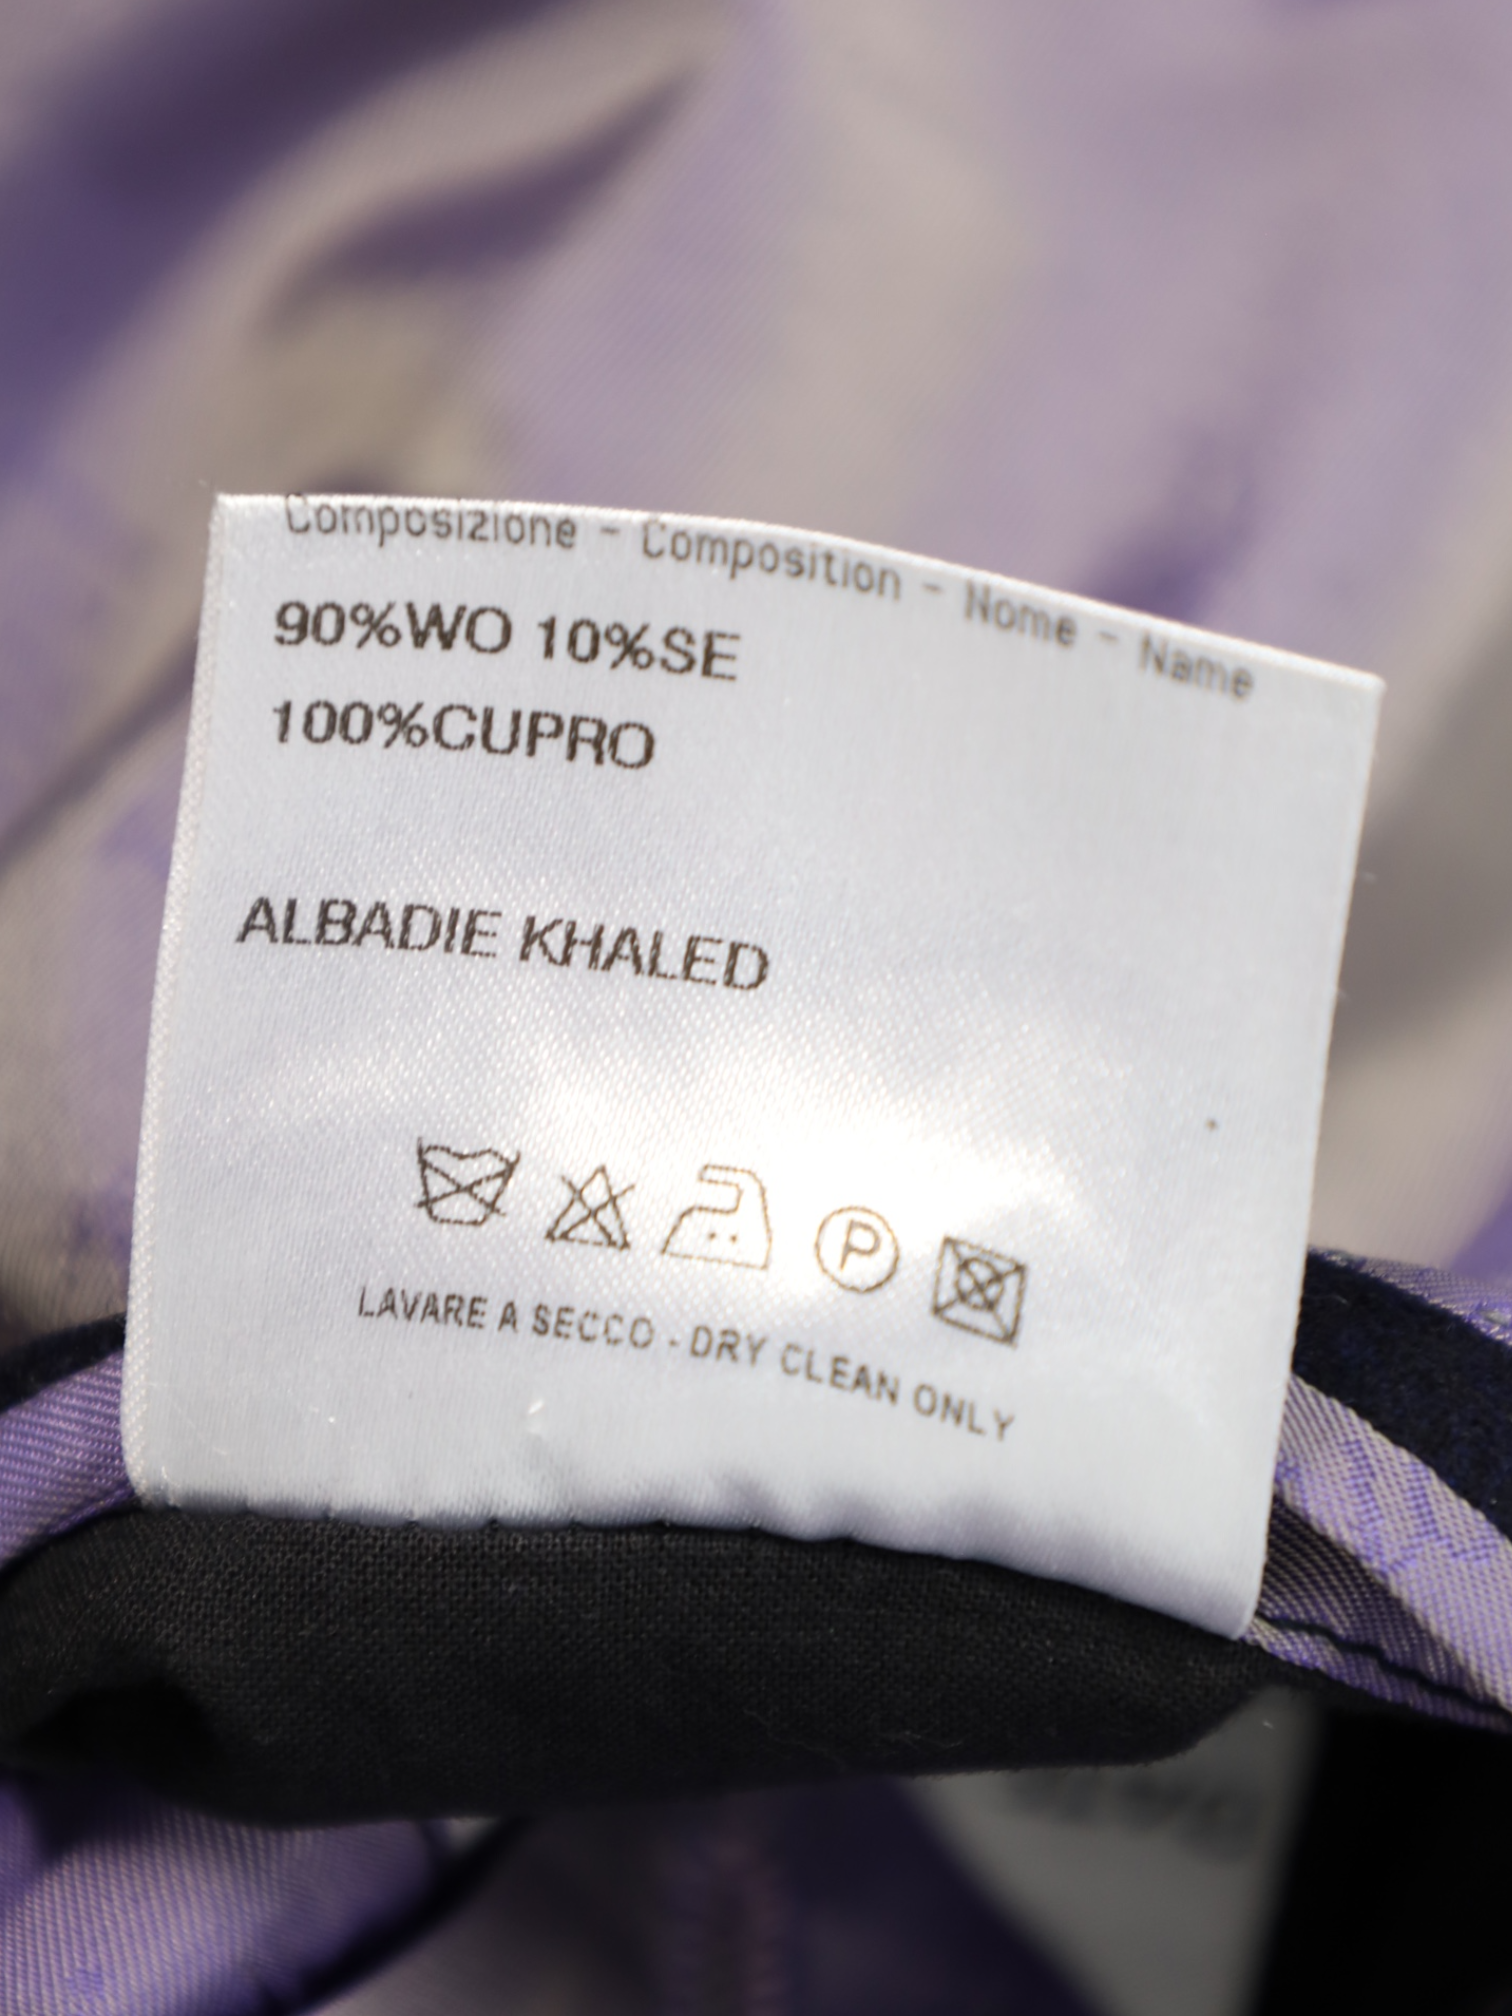 Composizione - Composition - Nome - Name
90%WO 10%SE
100%CUPRO
ALBADIE KHALED
P
LAVARE A SECCO - DRY CLEAN ONLY